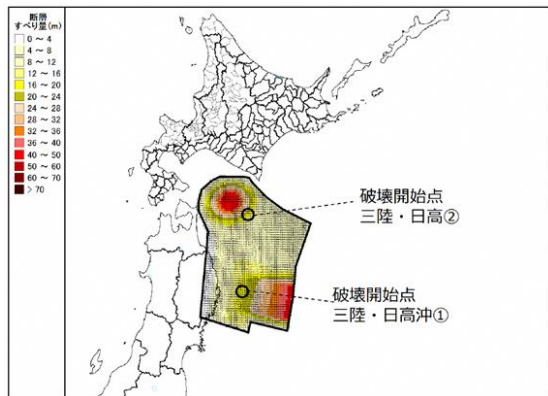 断層
すべり量(m)
0 ～ 4
4 ～ 8
8 ～ 12
12 ～ 16
16 ～ 20
20 ～ 24
24 ～ 28
28 ～ 32
32 ～ 36
36 ～ 40
40 ～ 50
50 ～ 60
60 ～ 70
> 70
破壊開始点
三陸・日高②
破壊開始点
三陸・日高沖①